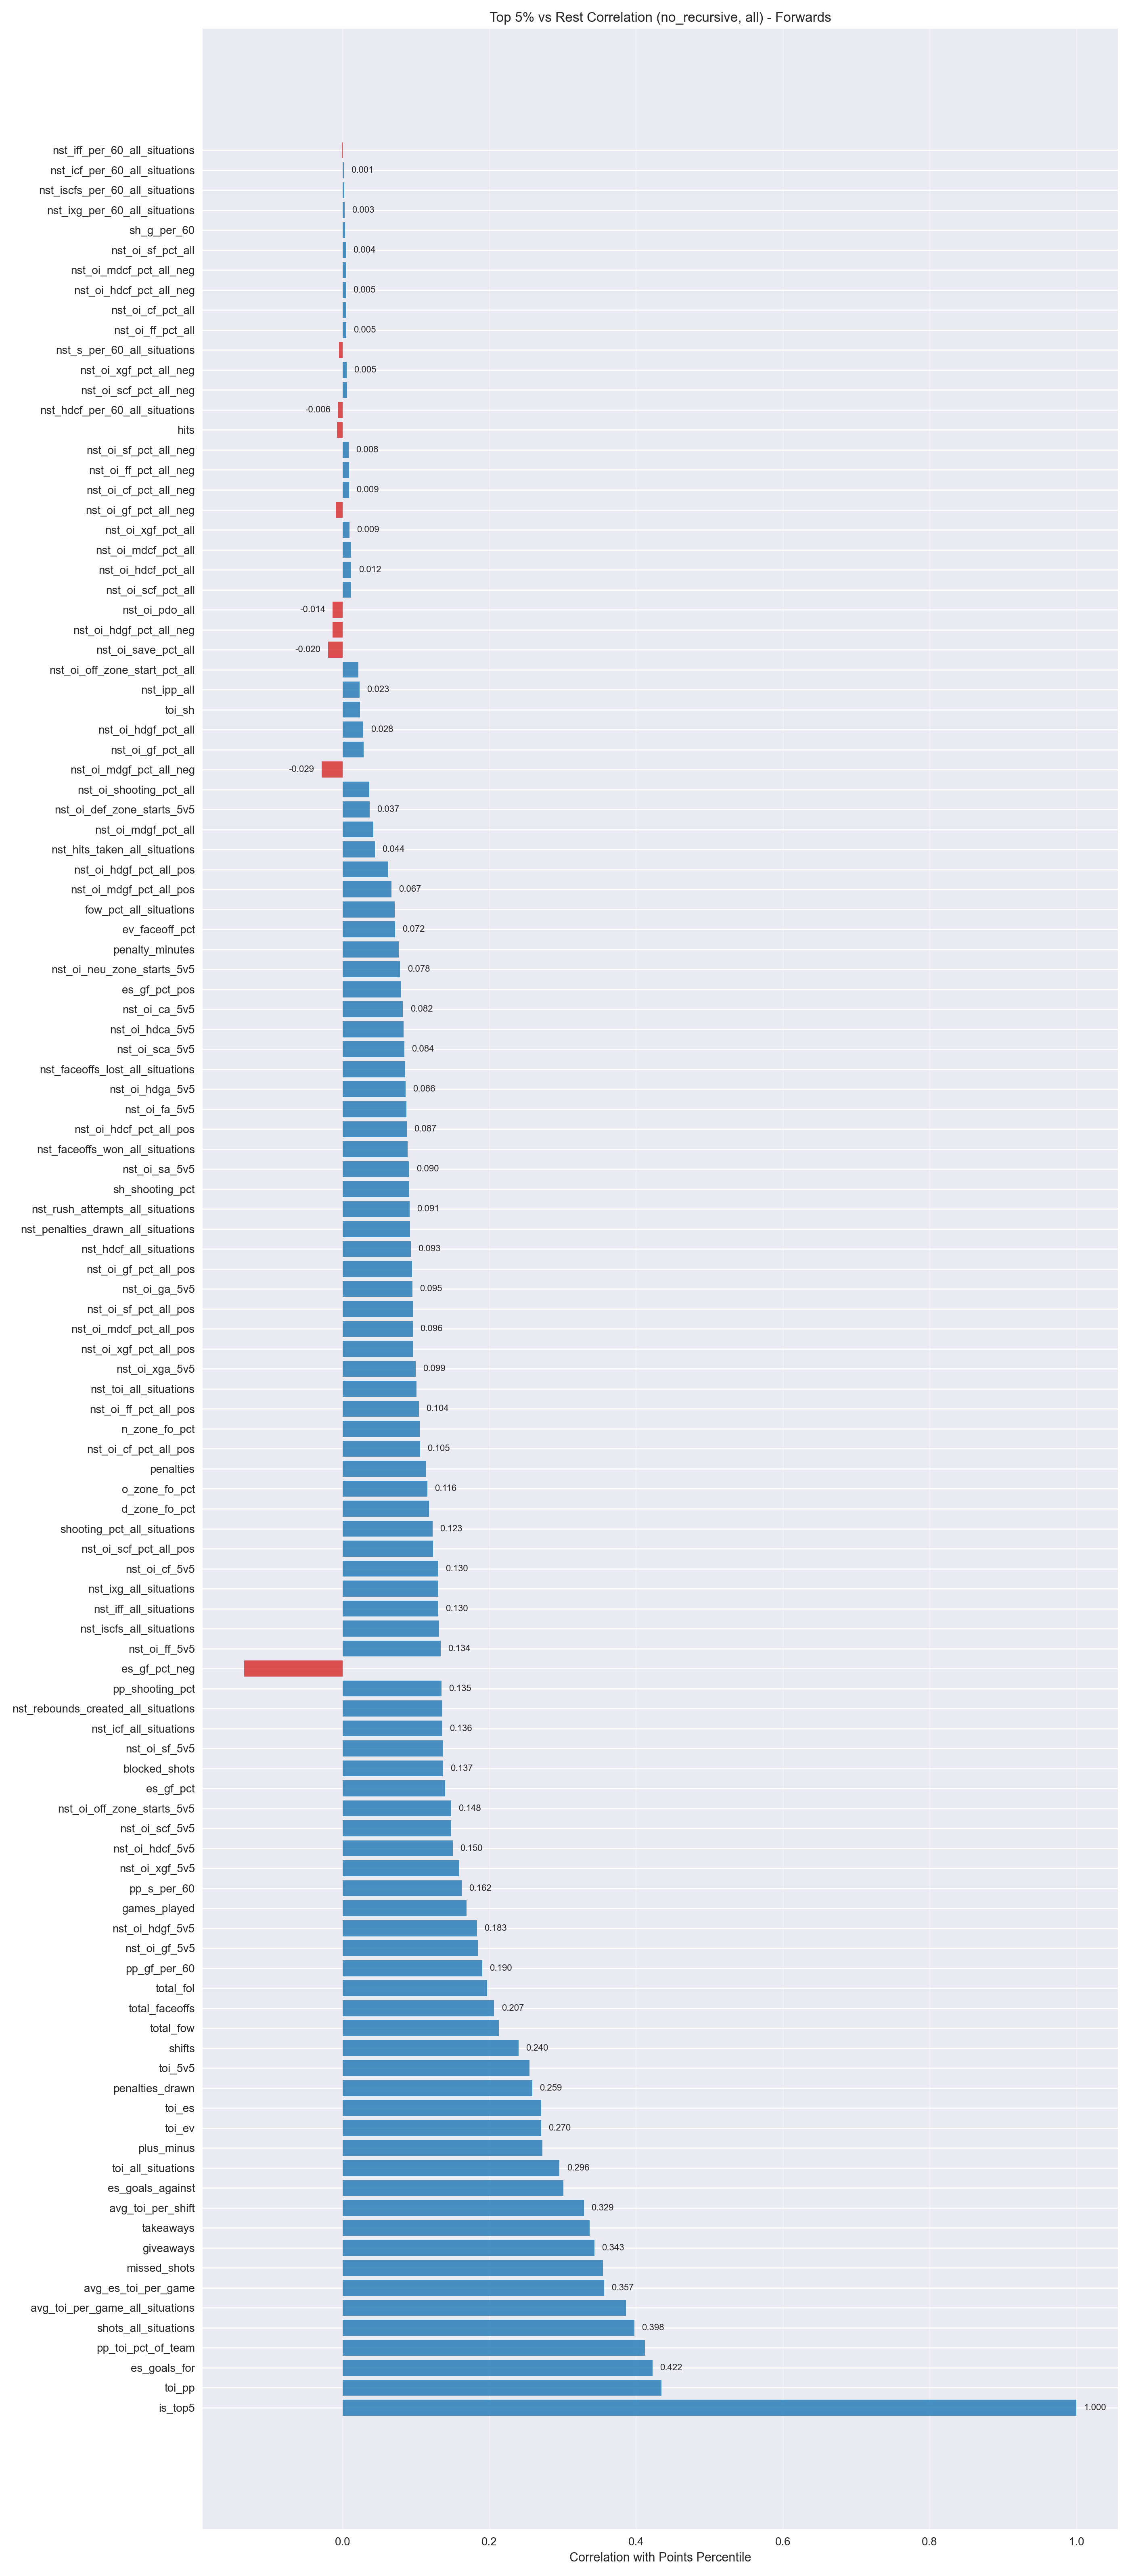 Top 5% vs Rest Correlation (no_recursive, all) - Forwards
nst_iff_per_60_all_situations
nst_icf_per_60_all_situations 0.001
nst_iscfs_per_60_all_situations
nst_ixg_per_60_all_situations 0.003
sh_g_per_60
nst_oi_sf_pct_all 0.004
nst_oi_mdcf_pct_all_neg
nst_oi_hdcf_pct_all_neg 0.005
nst_oi_cf_pct_all
nst_oi_ff_pct_all 0.005
nst_s_per_60_all_situations
nst_oi_xgf_pct_all_neg 0.005
nst_oi_scf_pct_all_neg
nst_hdcf_per_60_all_situations -0.006
hits
nst_oi_sf_pct_all_neg 0.008
nst_oi_ff_pct_all_neg
nst_oi_cf_pct_all_neg 0.009
nst_oi_gf_pct_all_neg
nst_oi_xgf_pct_all 0.009
nst_oi_mdcf_pct_all
nst_oi_hdcf_pct_all 0.012
nst_oi_scf_pct_all
nst_oi_pdo_all -0.014
nst_oi_hdgf_pct_all_neg
nst_oi_save_pct_all -0.020
nst_oi_off_zone_start_pct_all
nst_ipp_all 0.023
toi_sh
nst_oi_hdgf_pct_all 0.028
nst_oi_gf_pct_all
nst_oi_mdgf_pct_all_neg -0.029
nst_oi_shooting_pct_all
nst_oi_def_zone_starts_5v5 0.037
nst_oi_mdgf_pct_all
nst_hits_taken_all_situations 0.044
nst_oi_hdgf_pct_all_pos
nst_oi_mdgf_pct_all_pos 0.067
fow_pct_all_situations
ev_faceoff_pct 0.072
penalty_minutes
nst_oi_neu_zone_starts_5v5 0.078
es_gf_pct_pos
nst_oi_ca_5v5 0.082
nst_oi_hdca_5v5
nst_oi_sca_5v5 0.084
nst_faceoffs_lost_all_situations
nst_oi_hdga_5v5 0.086
nst_oi_fa_5v5
nst_oi_hdcf_pct_all_pos 0.087
nst_faceoffs_won_all_situations
nst_oi_sa_5v5 0.090
sh_shooting_pct
nst_rush_attempts_all_situations 0.091
nst_penalties_drawn_all_situations
nst_hdcf_all_situations 0.093
nst_oi_gf_pct_all_pos
nst_oi_ga_5v5 0.095
nst_oi_sf_pct_all_pos
nst_oi_mdcf_pct_all_pos 0.096
nst_oi_xgf_pct_all_pos
nst_oi_xga_5v5 0.099
nst_toi_all_situations
nst_oi_ff_pct_all_pos 0.104
n_zone_fo_pct
nst_oi_cf_pct_all_pos 0.105
penalties
o_zone_fo_pct 0.116
d_zone_fo_pct
shooting_pct_all_situations 0.123
nst_oi_scf_pct_all_pos
nst_oi_cf_5v5 0.130
nst_ixg_all_situations
nst_iff_all_situations 0.130
nst_iscfs_all_situations
nst_oi_ff_5v5 0.134
es_gf_pct_neg
pp_shooting_pct 0.135
nst_rebounds_created_all_situations
nst_icf_all_situations 0.136
nst_oi_sf_5v5
blocked_shots 0.137
es_gf_pct
nst_oi_off_zone_starts_5v5 0.148
nst_oi_scf_5v5
nst_oi_hdcf_5v5 0.150
nst_oi_xgf_5v5
pp_s_per_60 0.162
games_played
nst_oi_hdgf_5v5 0.183
nst_oi_gf_5v5
pp_gf_per_60 0.190
total_fol
total_faceoffs 0.207
total_fow
shifts 0.240
toi_5v5
penalties_drawn 0.259
toi_es
toi_ev 0.270
plus_minus
toi_all_situations 0.296
es_goals_against
avg_toi_per_shift 0.329
takeaways
giveaways 0.343
missed_shots
avg_es_toi_per_game 0.357
avg_toi_per_game_all_situations
shots_all_situations 0.398
pp_toi_pct_of_team
es_goals_for 0.422
toi_pp
is_top5 1.000
0.0 0.2 0.4 0.6 0.8 1.0
Correlation with Points Percentile